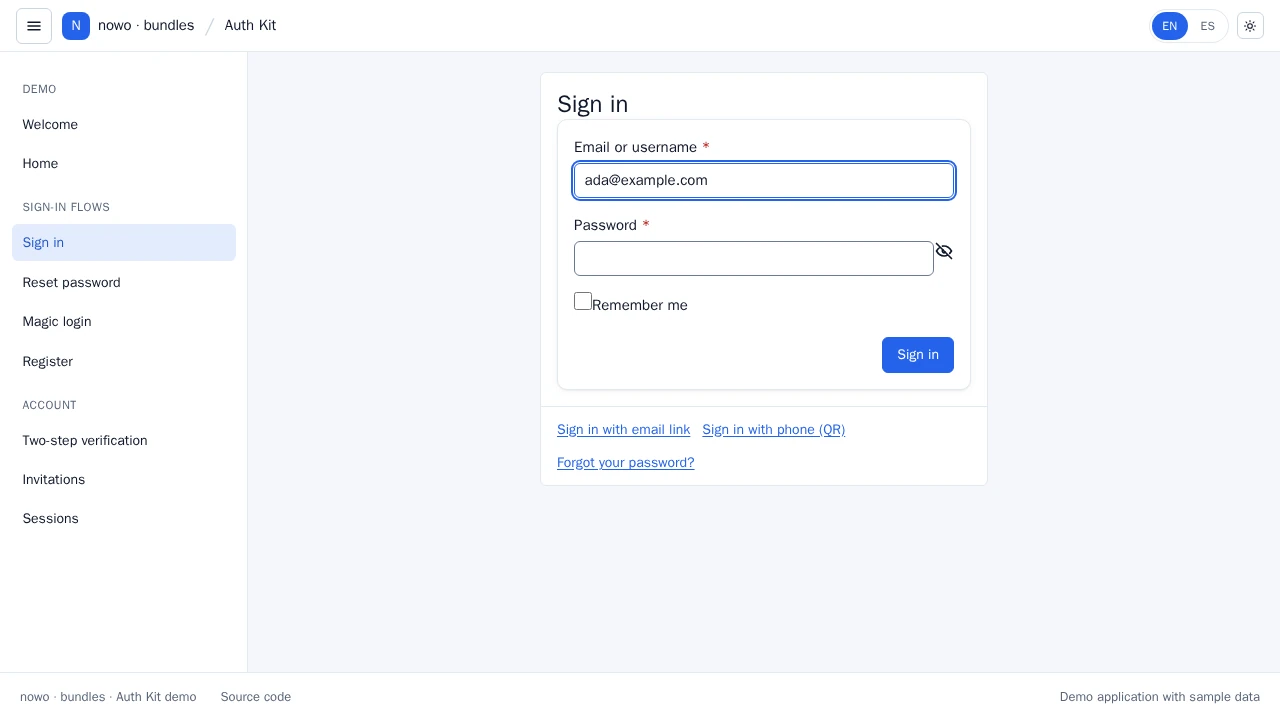 N nowo · bundles / Auth Kit EN ES
DEMO
Welcome
Home
SIGN-IN FLOWS
Sign in
Reset password
Magic login
Register
ACCOUNT
Two-step verification
Invitations
Sessions
Sign in
Email or username *
ada@example.com
Password *
Remember me
Sign in
Sign in with email link Sign in with phone (QR)
Forgot your password?
nowo · bundles · Auth Kit demo Source code Demo application with sample data